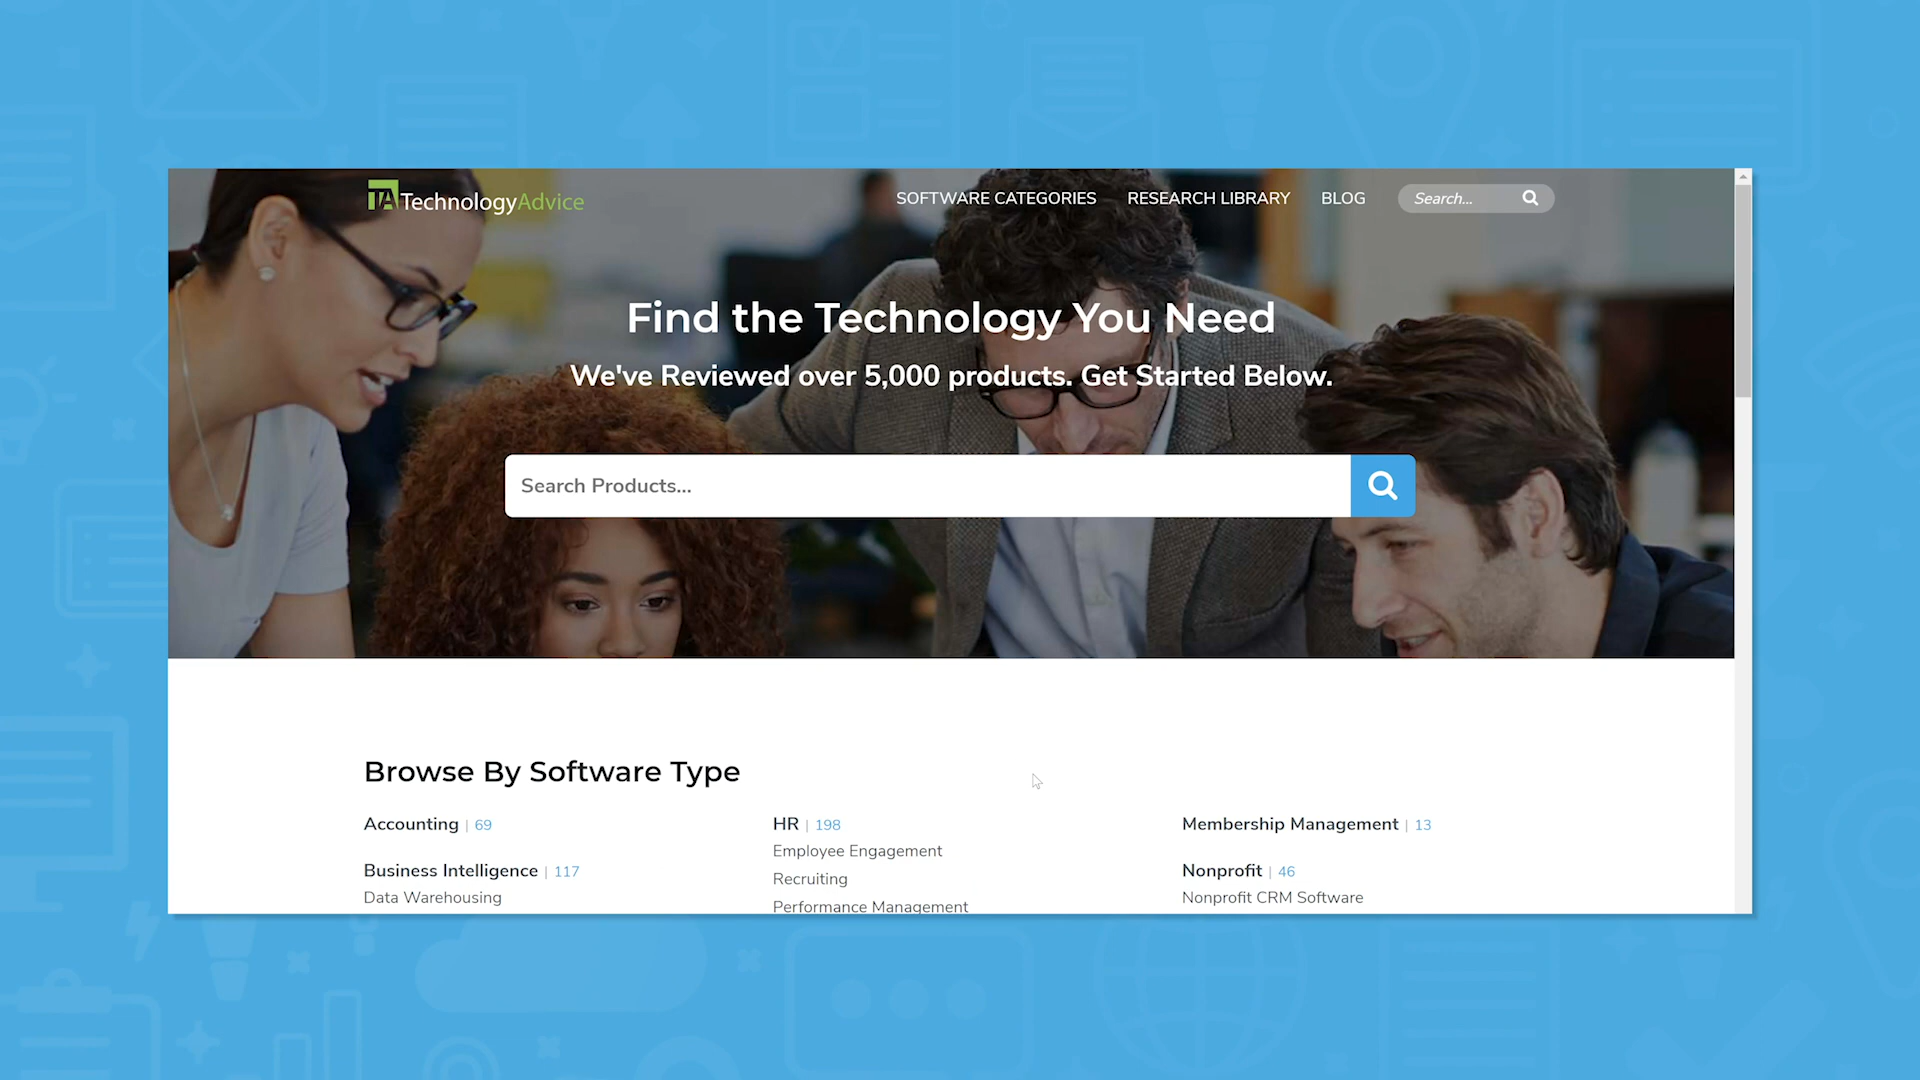 TA TechnologyAdvice
SOFTWARE CATEGORIES RESEARCH LIBRARY BLOG Search...
Find the Technology You Need
We've Reviewed over 5,000 products. Get Started Below.
Search Products...
Browse By Software Type
Accounting | 69
Business Intelligence | 117
Data Warehousing
HR | 198
Employee Engagement
Recruiting
Performance Management
Membership Management | 13
Nonprofit | 46
Nonprofit CRM Software